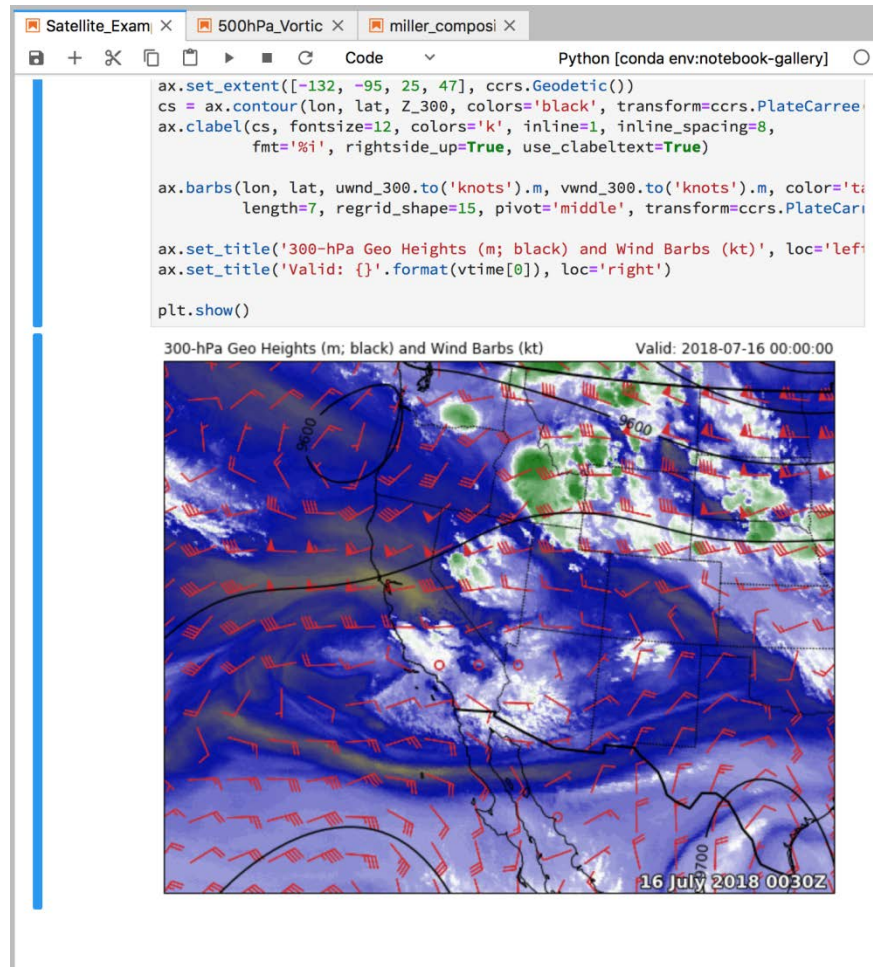 Satellite_Exam
500hPa_Vortic
miller_composi
Code
Python [conda env:notebook-gallery]
ax.set_extent([-132, -95, 25, 47], ccrs.Geodetic())
cs = ax.contour(lon, lat, Z_300, colors='black', transform=ccrs.PlateCarree(
ax.clabel(cs, fontsize=12, colors='k', inline=1, inline_spacing=8,
fmt='%i', rightside_up=True, use_clabeltext=True)
ax.barbs(lon, lat, uwnd_300.to('knots').m, vwnd_300.to('knots').m, color='ta
length=7, regrid_shape=15, pivot='middle', transform=ccrs.PlateCarr
ax.set_title('300-hPa Geo Heights (m; black) and Wind Barbs (kt)', loc='left
ax.set_title('Valid: {}'.format(vtime[0]), loc='right')
plt.show()
300-hPa Geo Heights (m; black) and Wind Barbs (kt)
Valid: 2018-07-16 00:00:00
9600
9600
9700
16 July 2018 0030Z